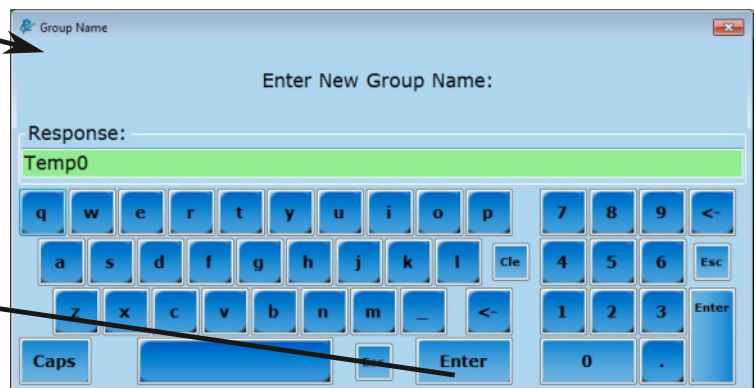 Group Name
Enter New Group Name:
Response:
Temp0
q w e r t y u i o p 7 8 9 <-
a s d f g h j k l Cle 4 5 6 Esc
z x c v b n m _ <- 1 2 3 Enter
Caps Esc Enter 0 .